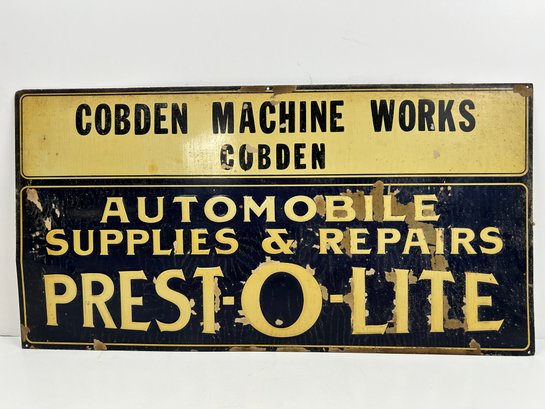 COBDEN MACHINE WORKS
COBDEN
AUTOMOBILE
SUPPLIES & REPAIRS
PREST-O-LITE